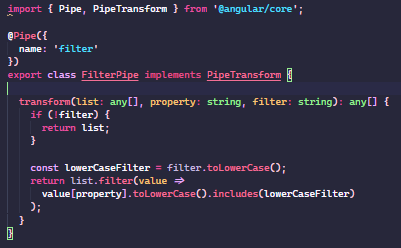 import { Pipe, PipeTransform } from '@angular/core';
@Pipe({
name: 'filter'
})
export class FilterPipe implements PipeTransform {
transform(list: any[], property: string, filter: string): any[] {
if (!filter) {
return list;
}
const lowerCaseFilter = filter.toLowerCase();
return list.filter(value =>
value[property].toLowerCase().includes(lowerCaseFilter)
);
}
}